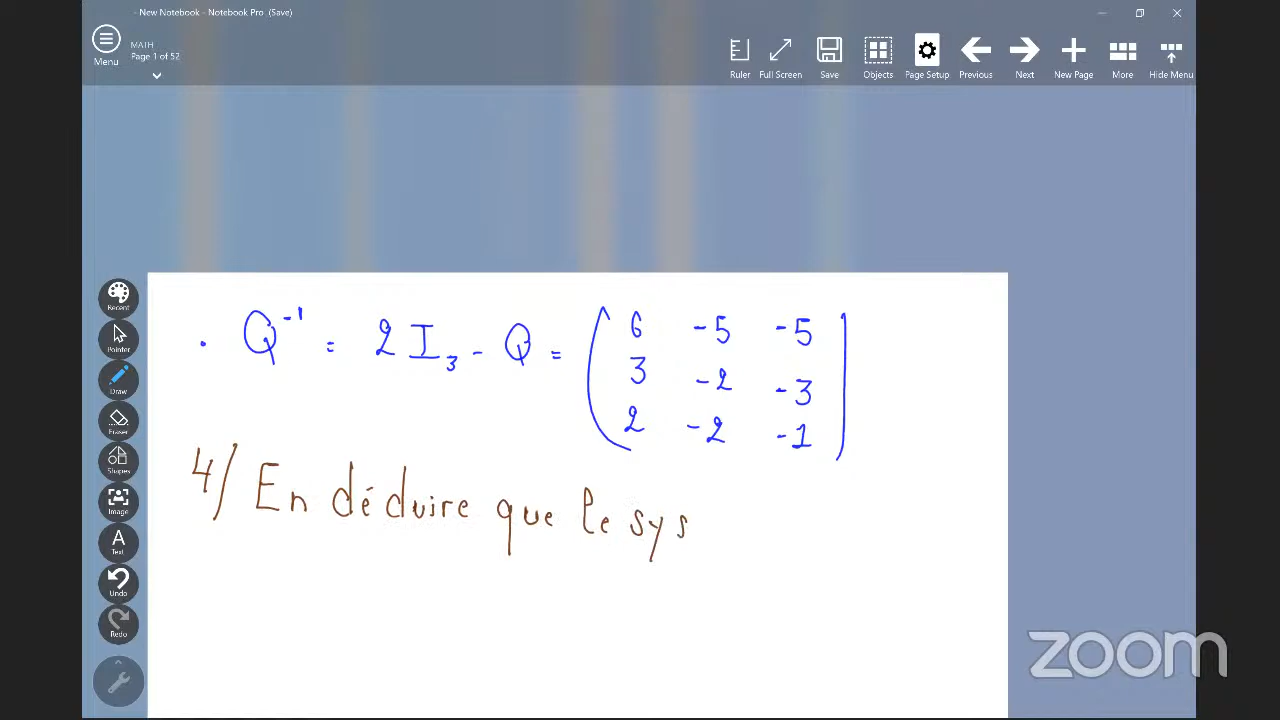 - New Notebook - Notebook Pro (Save)
Menu
MATH
Page 1 of 52
Ruler
Full Screen
Save
Objects
Page Setup
Previous
Next
New Page
More
Hide Menu
Recent
Pointer
Draw
Eraser
Shapes
Image
A
Text
Undo
Redo
. Q⁻¹ = 2 I₃ - Q = ( 6 -5 -5
3 -2 -3
2 -2 -1 )
4/ En déduire que le sys
zoom